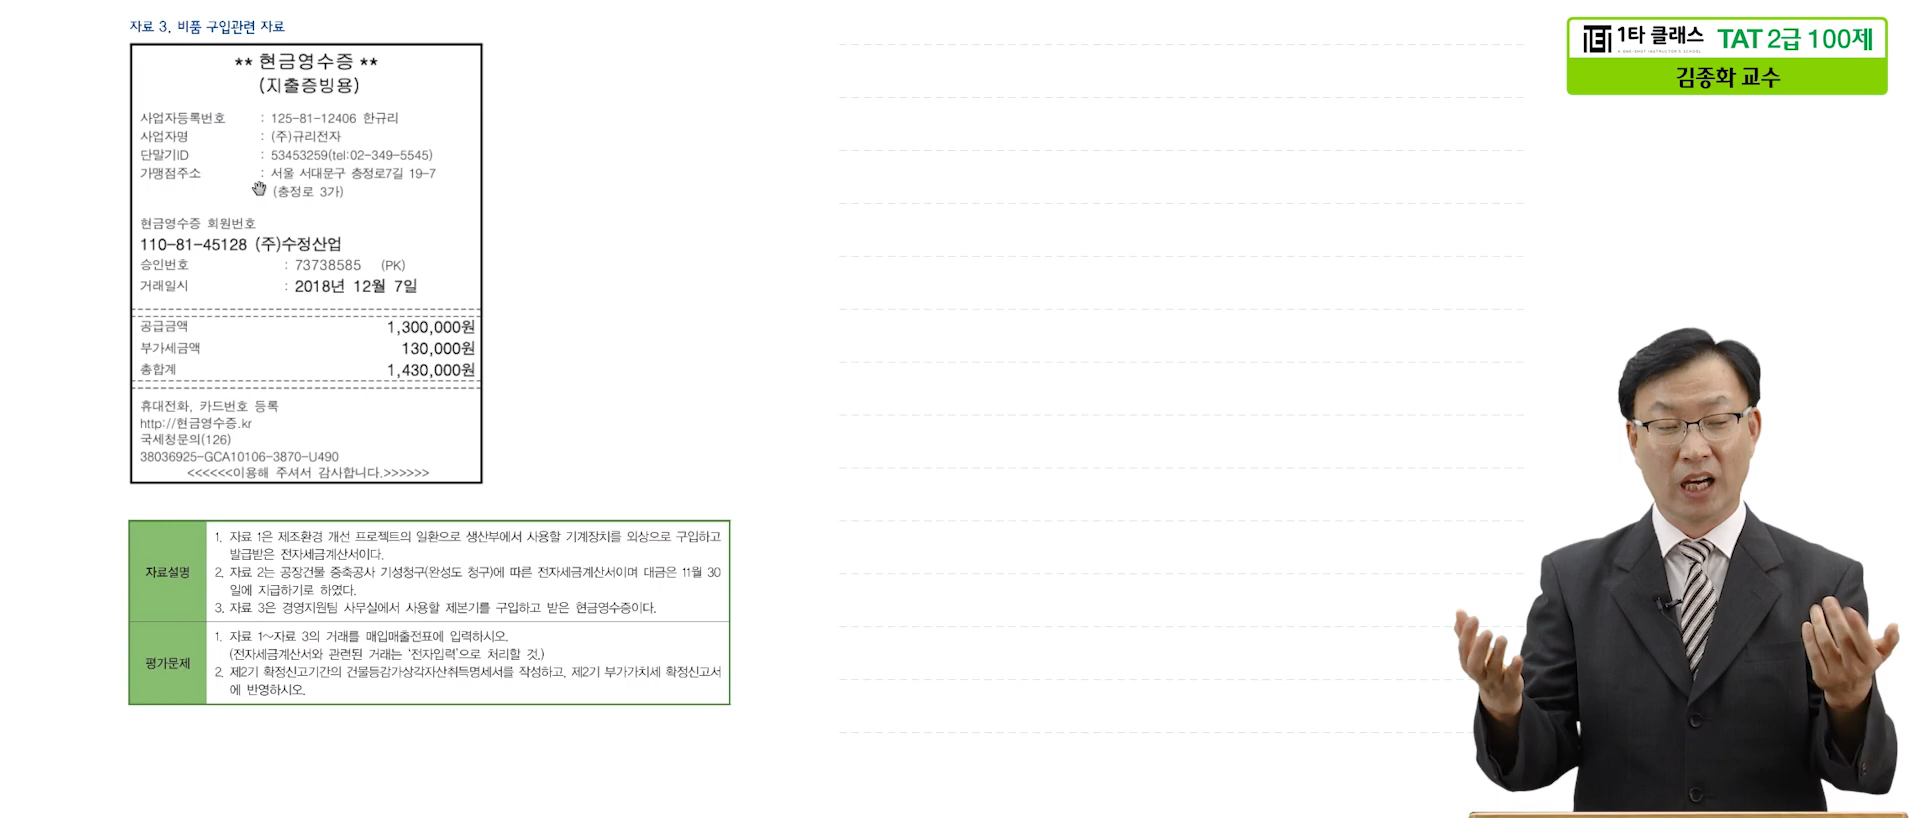 자료 3. 비품 구입관련 자료
** 현금영수증 **
(지출증빙용)
사업자등록번호 : 125-81-12406 한규리
사업자명 : (주)규리전자
단말기ID : 53453259(tel:02-349-5545)
가맹점주소 : 서울 서대문구 충정로7길 19-7
(충정로 3가)
현금영수증 회원번호
110-81-45128 (주)수정산업
승인번호 : 73738585 (PK)
거래일시 : 2018년 12월 7일
공급금액 1,300,000원
부가세금액 130,000원
총합계 1,430,000원
휴대전화, 카드번호 등록
http://현금영수증.kr
국세청문의(126)
38036925-GCA10106-3870-U490
<<<<<<이용해 주셔서 감사합니다.>>>>>>
자료설명
1. 자료 1은 제조환경 개선 프로젝트의 일환으로 생산부에서 사용할 기계장치를 외상으로 구입하고
발급받은 전자세금계산서이다.
2. 자료 2는 공장건물 증축공사 기성청구(완성도 청구)에 따른 전자세금계산서이며 대금은 11월 30
일에 지급하기로 하였다.
3. 자료 3은 경영지원팀 사무실에서 사용할 제본기를 구입하고 받은 현금영수증이다.
평가문제
1. 자료 1~자료 3의 거래를 매입매출전표에 입력하시오.
(전자세금계산서와 관련된 거래는 '전자입력'으로 처리할 것.)
2. 제2기 확정신고기간의 건물등감가상각자산취득명세서를 작성하고, 제2기 부가가치세 확정신고서
에 반영하시오.
1타 클래스 TAT 2급 100제
김종화 교수